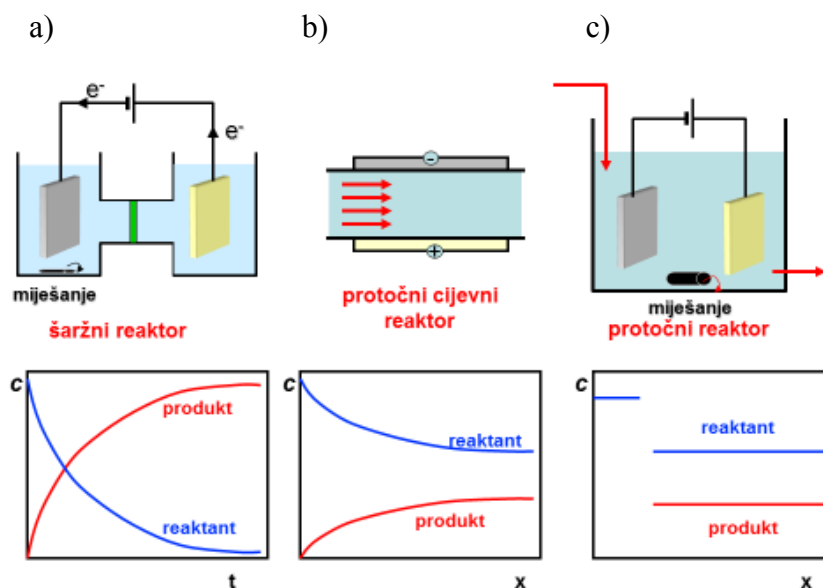 a)
b)
c)
e-
e-
-
+
miješanje
šaržni reaktor
protočni cijevni
reaktor
miješanje
protočni reaktor
c
produkt
reaktant
t
c
reaktant
produkt
x
c
reaktant
produkt
x